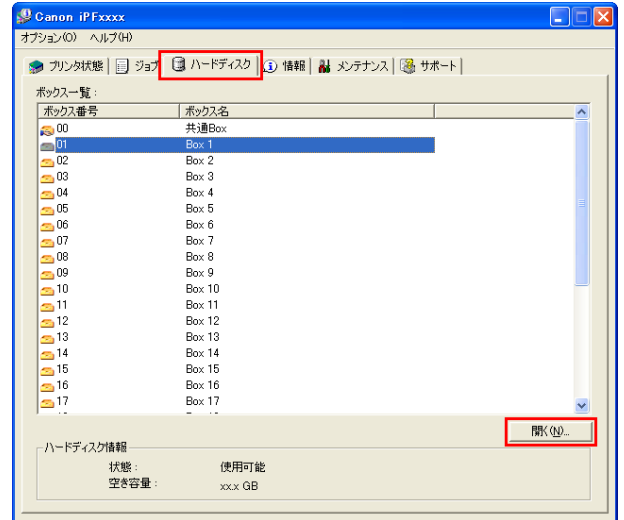 Canon iPFxxxx
オプション(O) ヘルプ(H)
プリンタ状態 ジョブ ハードディスク 情報 メンテナンス サポート
ボックス一覧 :
ボックス番号 ボックス名
00 共通Box
01 Box 1
02 Box 2
03 Box 3
04 Box 4
05 Box 5
06 Box 6
07 Box 7
08 Box 8
09 Box 9
10 Box 10
11 Box 11
12 Box 12
13 Box 13
14 Box 14
15 Box 15
16 Box 16
17 Box 17
開く(N)...
ハードディスク情報
状態 : 使用可能
空き容量 : xx.x GB